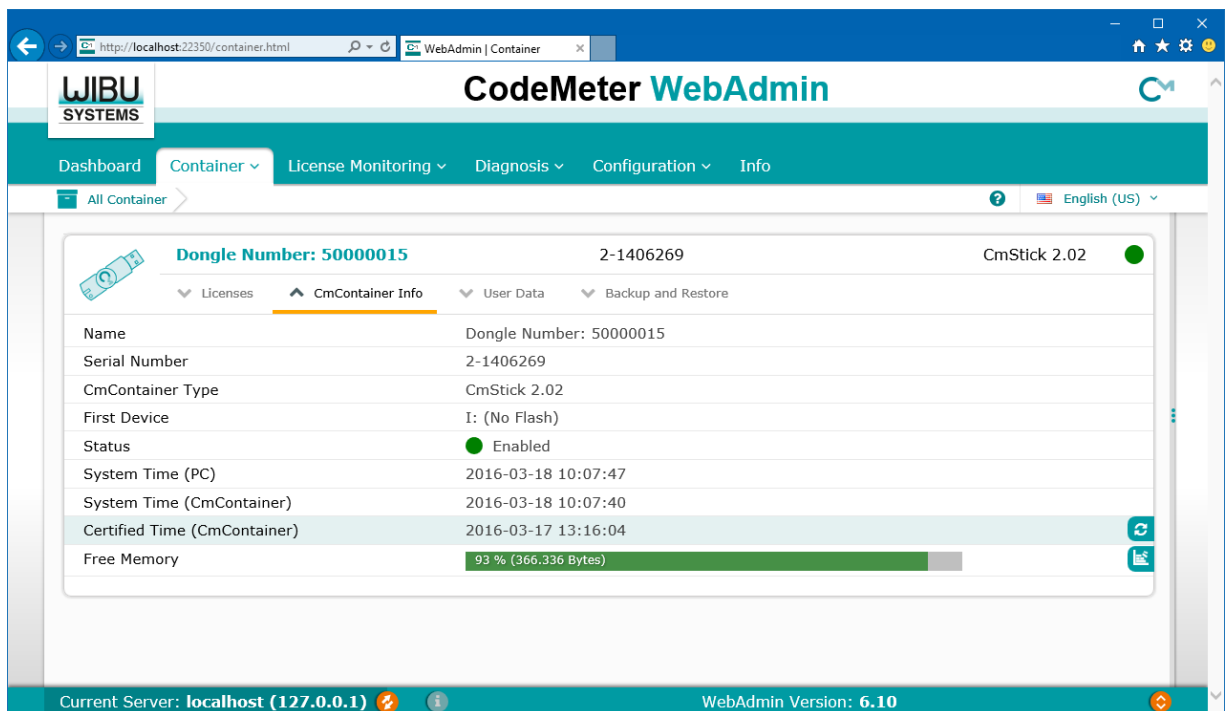 http://localhost:22350/container.html
WebAdmin | Container
WIBU
SYSTEMS
CodeMeter WebAdmin
CM
Dashboard Container License Monitoring Diagnosis Configuration Info
All Container
? English (US)
Dongle Number: 50000015 2-1406269 CmStick 2.02
Licenses CmContainer Info User Data Backup and Restore
Name Dongle Number: 50000015
Serial Number 2-1406269
CmContainer Type CmStick 2.02
First Device I: (No Flash)
Status Enabled
System Time (PC) 2016-03-18 10:07:47
System Time (CmContainer) 2016-03-18 10:07:40
Certified Time (CmContainer) 2016-03-17 13:16:04
Free Memory 93 % (366.336 Bytes)
Current Server: localhost (127.0.0.1) i WebAdmin Version: 6.10